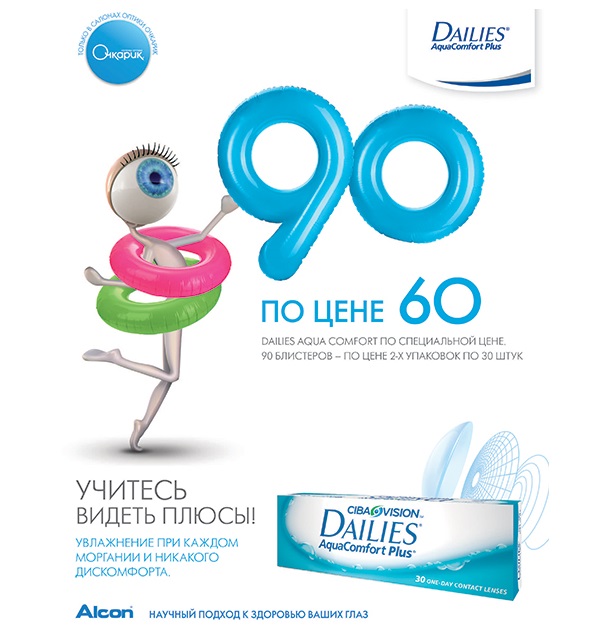 ТОЛЬКО В САЛОНАХ ОПТИКИ ОЧКАРИК
Очкарик
DAILIES®
AquaComfort Plus®
90
ПО ЦЕНЕ 60
DAILIES AQUA COMFORT ПО СПЕЦИАЛЬНОЙ ЦЕНЕ.
90 БЛИСТЕРОВ – ПО ЦЕНЕ 2-Х УПАКОВОК ПО 30 ШТУК
УЧИТЕСЬ
ВИДЕТЬ ПЛЮСЫ!
УВЛАЖНЕНИЕ ПРИ КАЖДОМ
МОРГАНИИ И НИКАКОГО
ДИСКОМФОРТА.
CIBA VISION
DAILIES®
AquaComfort Plus®
30 ONE-DAY CONTACT LENSES
Alcon® НАУЧНЫЙ ПОДХОД К ЗДОРОВЬЮ ВАШИХ ГЛАЗ